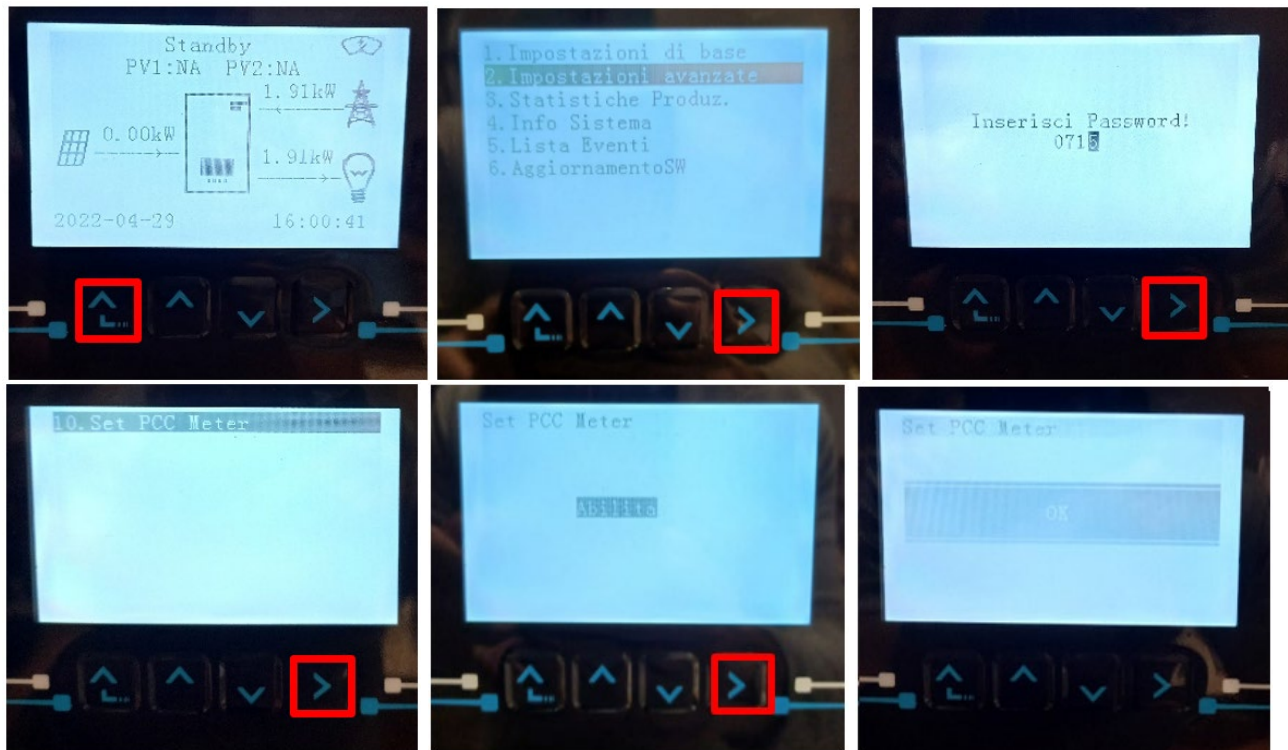 Standby
PV1:NA PV2:NA
1.91kW
0.00kW
1.91kW
2022-04-29 16:00:41
1.Impostazioni di base
2.Impostazioni avanzate
3.Statistiche Produz.
4.Info Sistema
5.Lista Eventi
6.AggiornamentoSW
Inserisci Password!
0715
10.Set PCC Meter
Set PCC Meter
Abilita
Set PCC Meter
OK